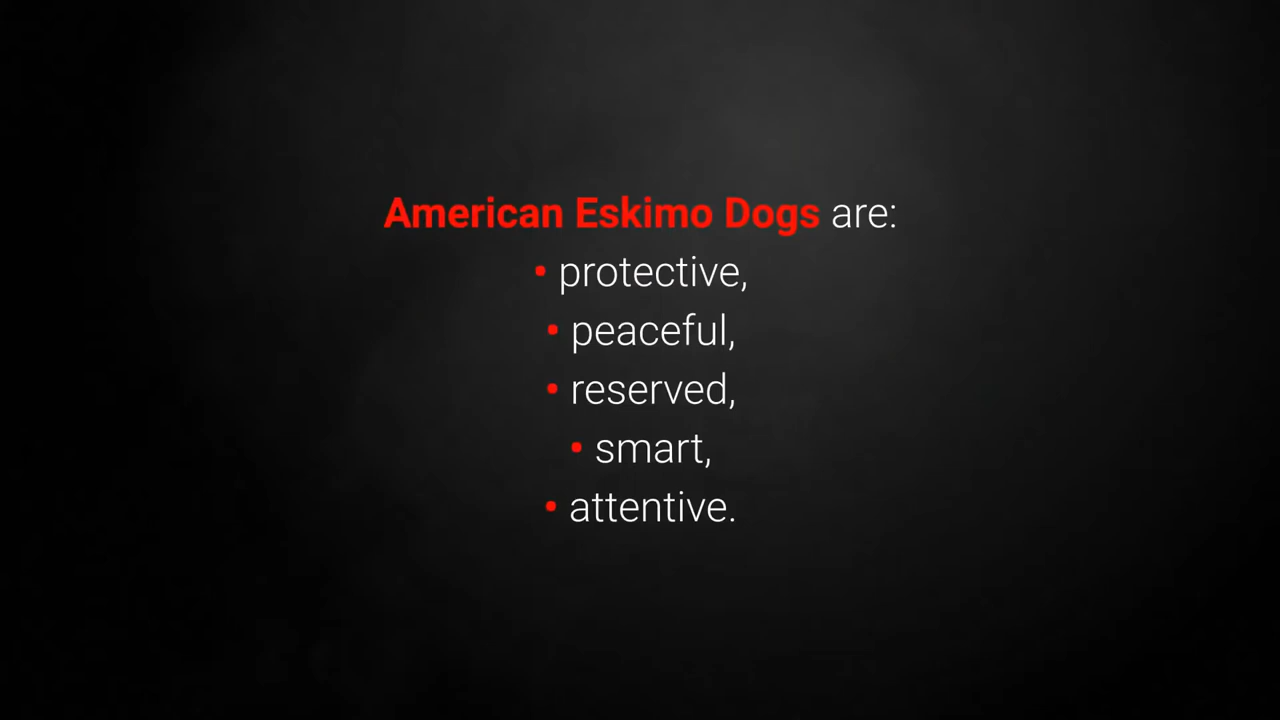 American Eskimo Dogs are:
• protective,
• peaceful,
• reserved,
• smart,
• attentive.